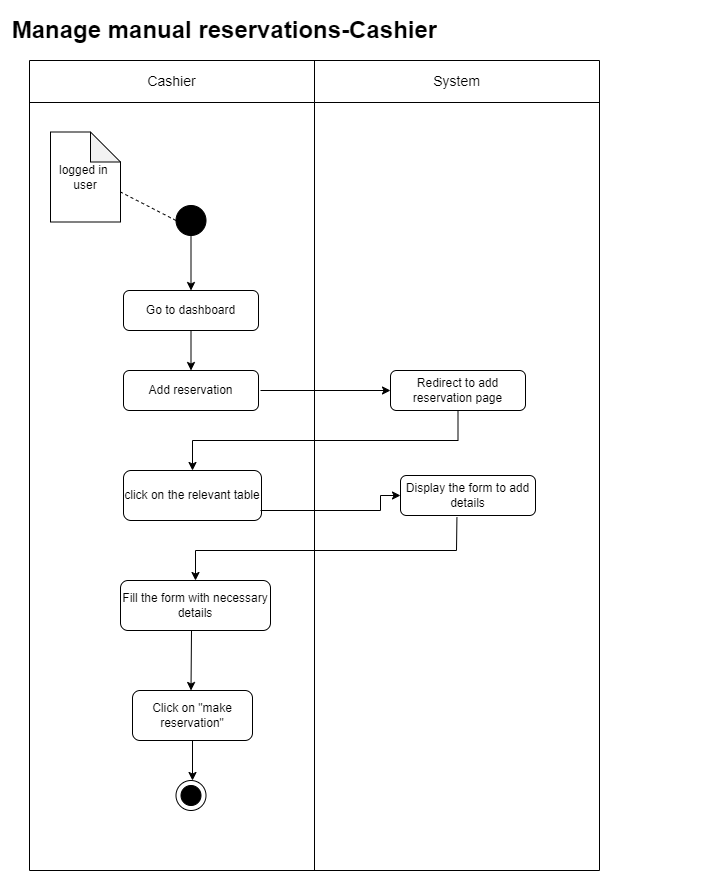 Manage manual reservations-Cashier
Cashier
System
logged in
user
Go to dashboard
Add reservation
Redirect to add
reservation page
click on the relevant table
Display the form to add
details
Fill the form with necessary
details
Click on "make
reservation"